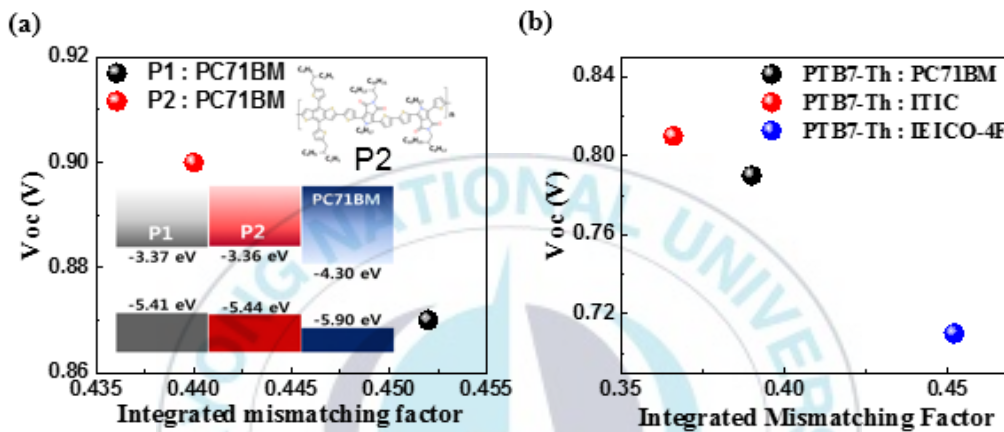 (a)
0.92
0.90
0.88
0.86
Voc (V)
P1 : PC71BM
P2 : PC71BM
P2
P1
P2
PC71BM
-3.37 eV
-3.36 eV
-4.30 eV
-5.41 eV
-5.44 eV
-5.90 eV
0.435
0.440
0.445
0.450
0.455
Integrated mismatching factor
(b)
0.84
0.80
0.76
0.72
Voc (V)
PTB7-Th : PC71BM
PTB7-Th : ITIC
PTB7-Th : IEICO-4F
0.35
0.40
0.45
Integrated Mismatching Factor
NATIONAL UNIVER